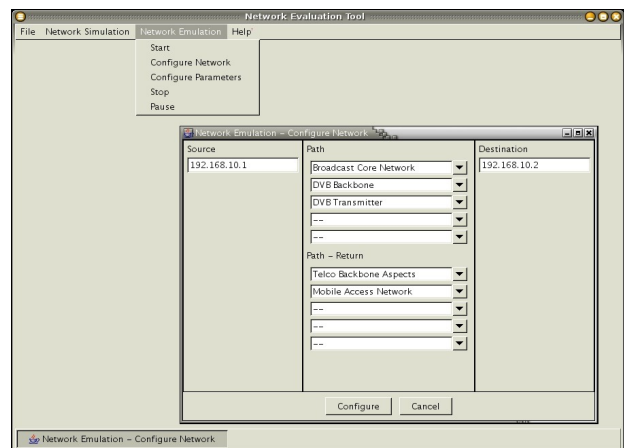 Network Evaluation Tool
File Network Simulation Network Emulation Help
Start
Configure Network
Configure Parameters
Stop
Pause
Network Emulation – Configure Network
Source
192.168.10.1
Path
Broadcast Core Network
DVB Backbone
DVB Transmitter
--
--
Path – Return
Telco Backbone Aspects
Mobile Access Network
--
--
--
Destination
192.168.10.2
Configure Cancel
Network Emulation – Configure Network